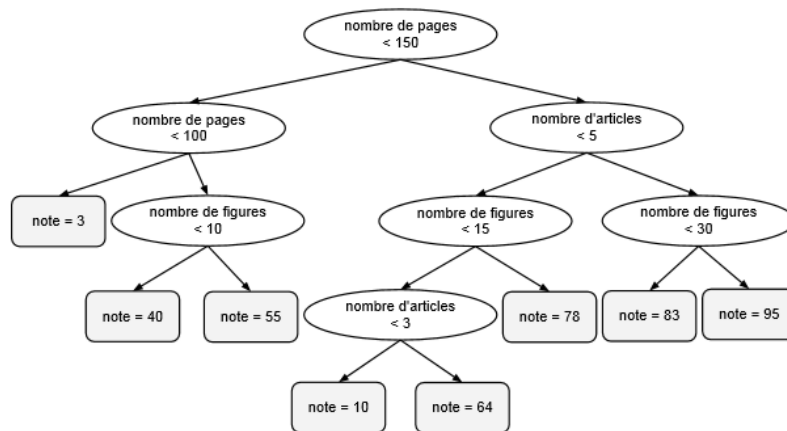 nombre de pages
< 150
nombre de pages
< 100
nombre d'articles
< 5
note = 3
nombre de figures
< 10
nombre de figures
< 15
nombre de figures
< 30
note = 40
note = 55
nombre d'articles
< 3
note = 78
note = 83
note = 95
note = 10
note = 64